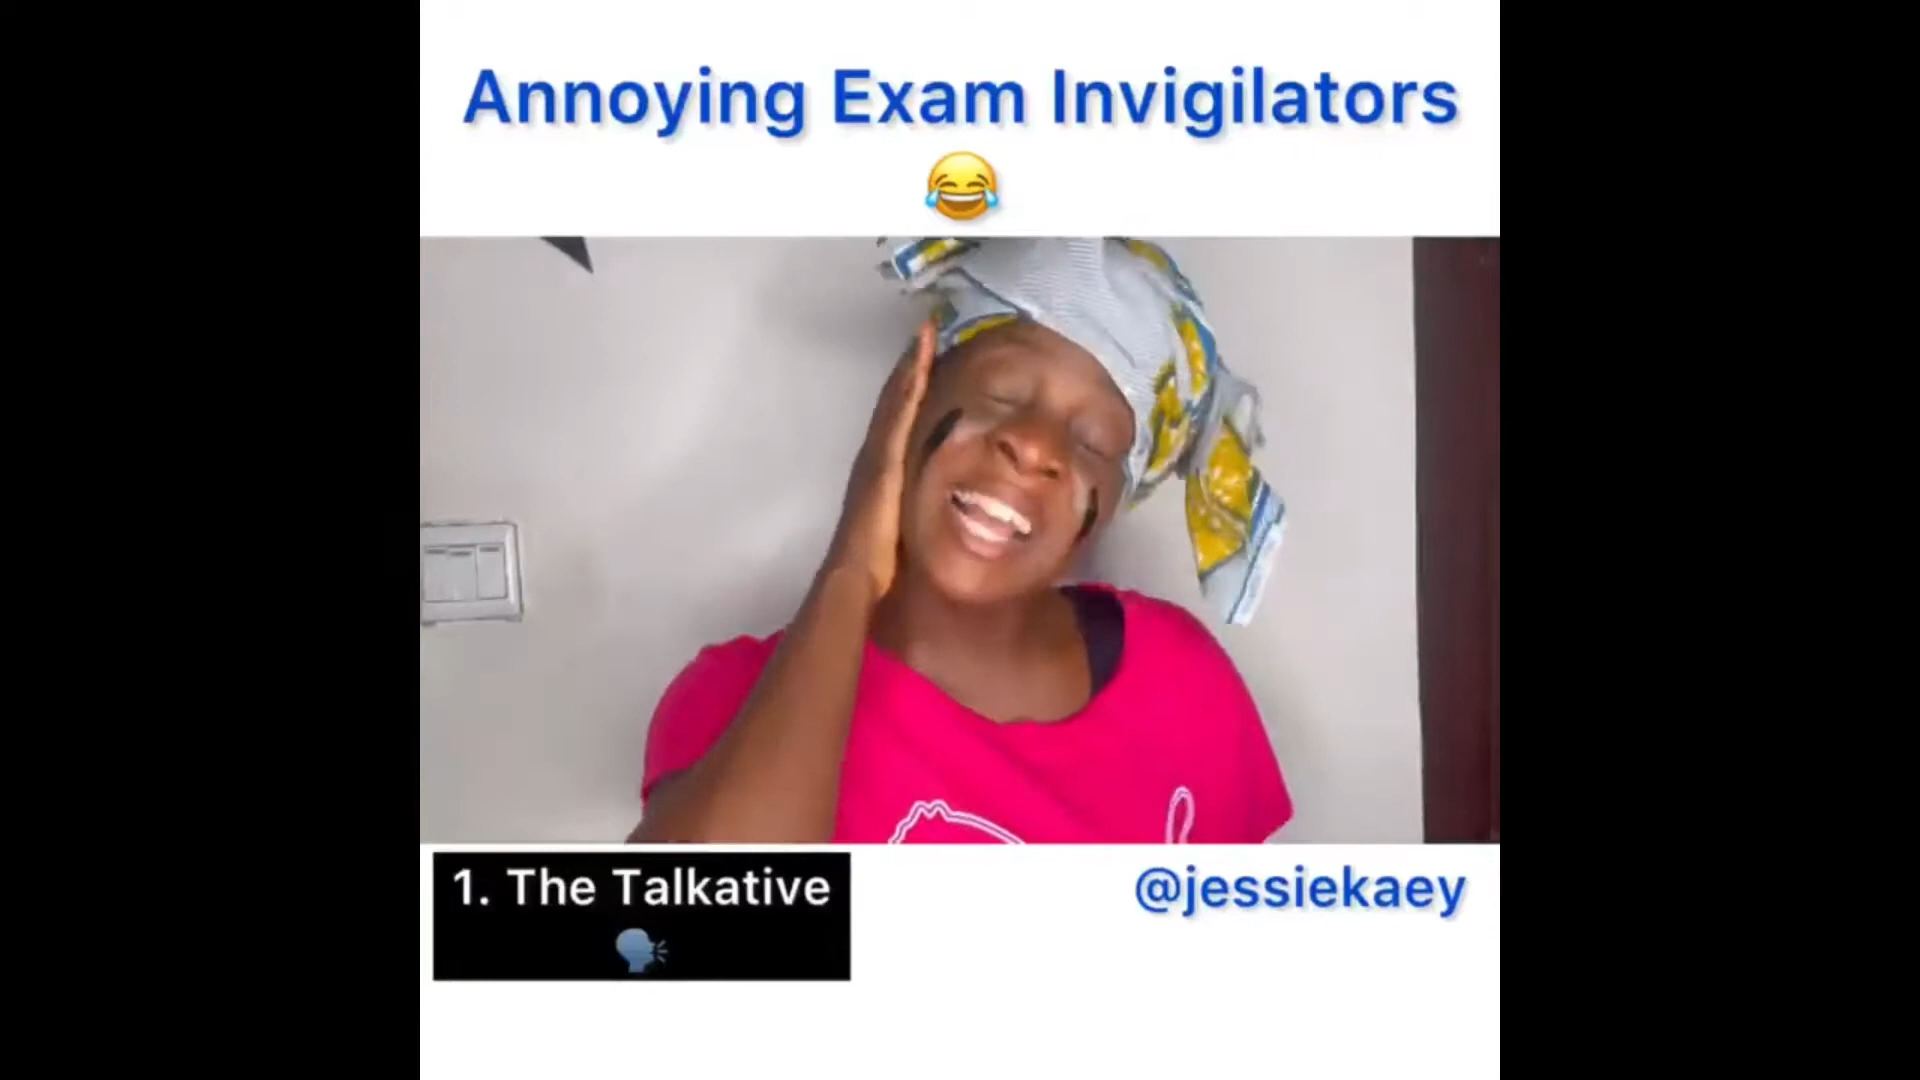 Annoying Exam Invigilators
😂
1. The Talkative
🗣
@jessiekaey